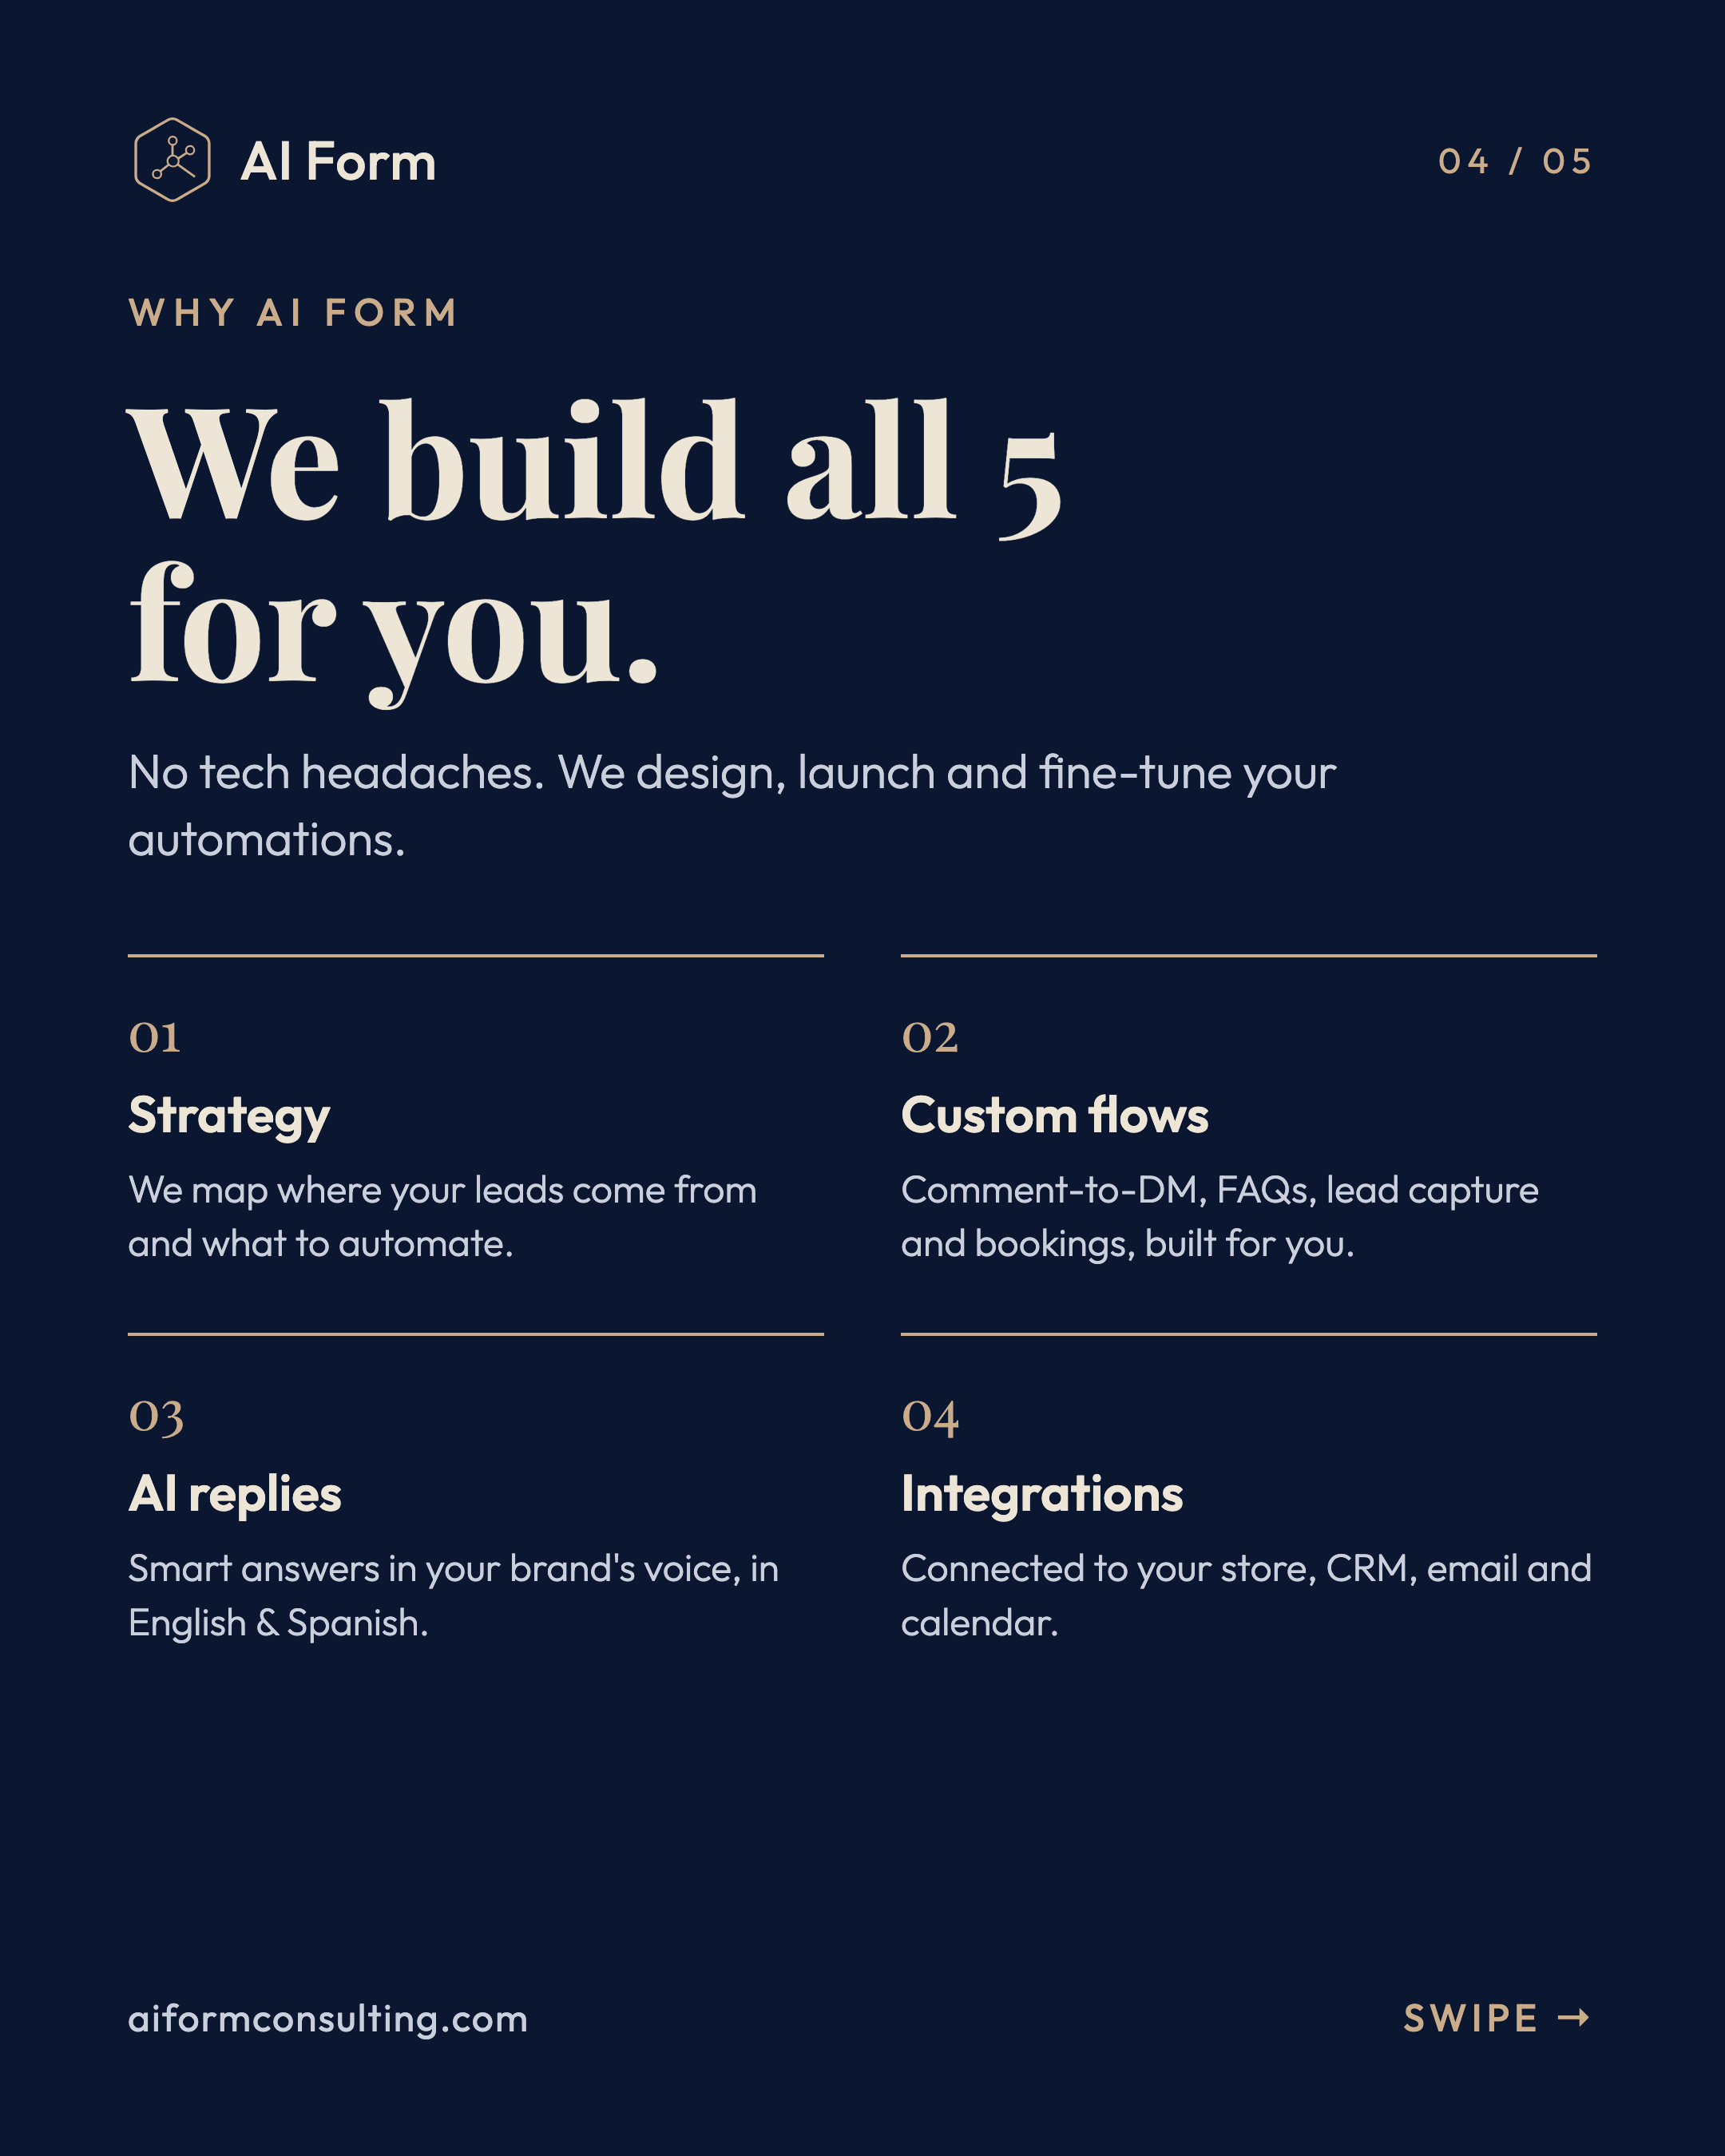 AI Form
04 / 05
WHY AI FORM
We build all 5
for you.
No tech headaches. We design, launch and fine-tune your
automations.
01
Strategy
We map where your leads come from
and what to automate.
02
Custom flows
Comment-to-DM, FAQs, lead capture
and bookings, built for you.
03
AI replies
Smart answers in your brand's voice, in
English & Spanish.
04
Integrations
Connected to your store, CRM, email and
calendar.
aiformconsulting.com
SWIPE →